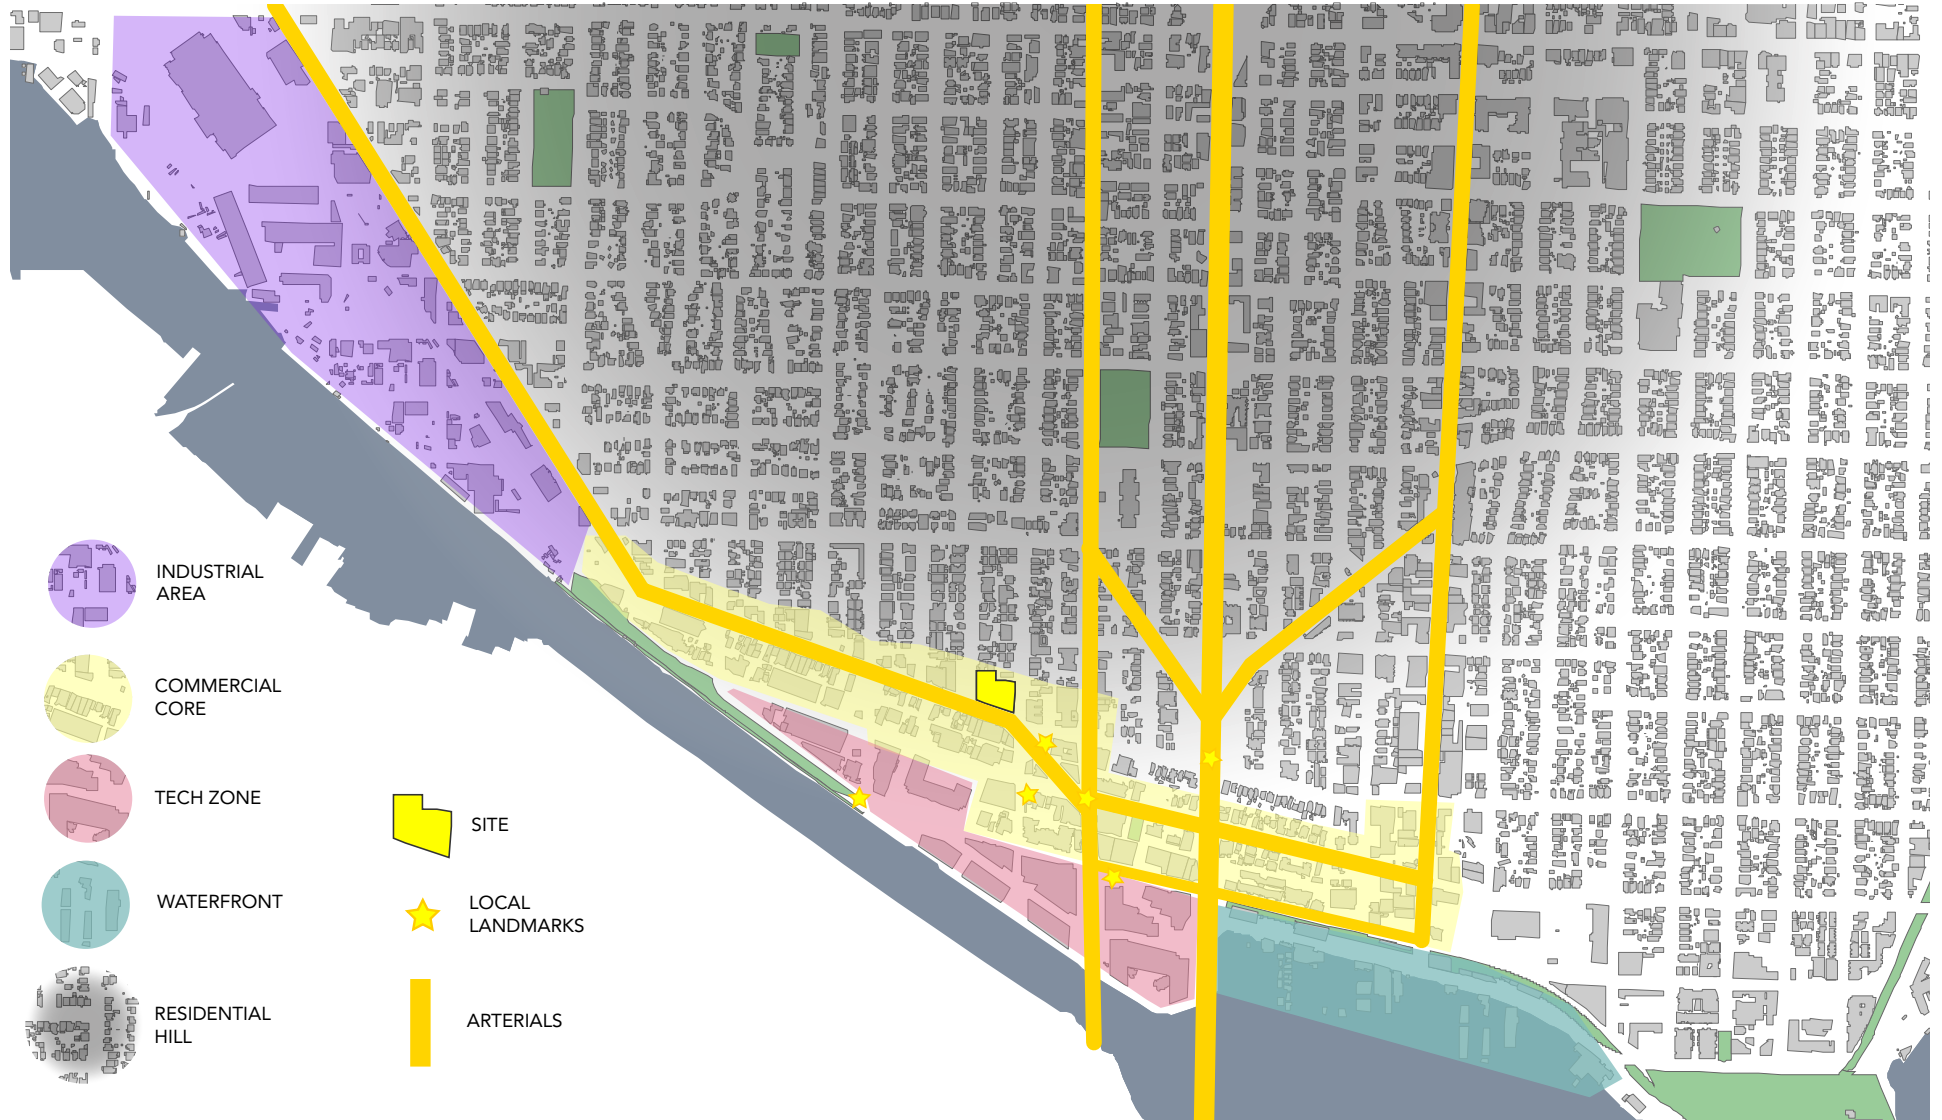 INDUSTRIAL
AREA
COMMERCIAL
CORE
TECH ZONE
WATERFRONT
RESIDENTIAL
HILL
SITE
LOCAL
LANDMARKS
ARTERIALS